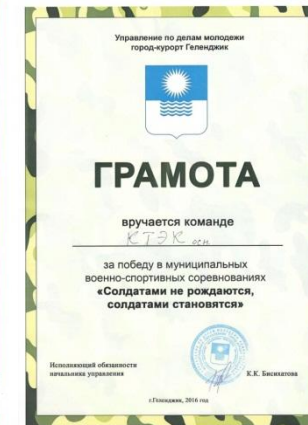 Управление по делам молодежи
город-курорт Геленджик
ГРАМОТА
вручается команде
КТЭК
за победу в муниципальных
военно-спортивных соревнованиях
«Солдатами не рождаются,
солдатами становятся»
Исполняющий обязанности
начальника управления
К.К. Бисихатова
г.Геленджик, 2016 год